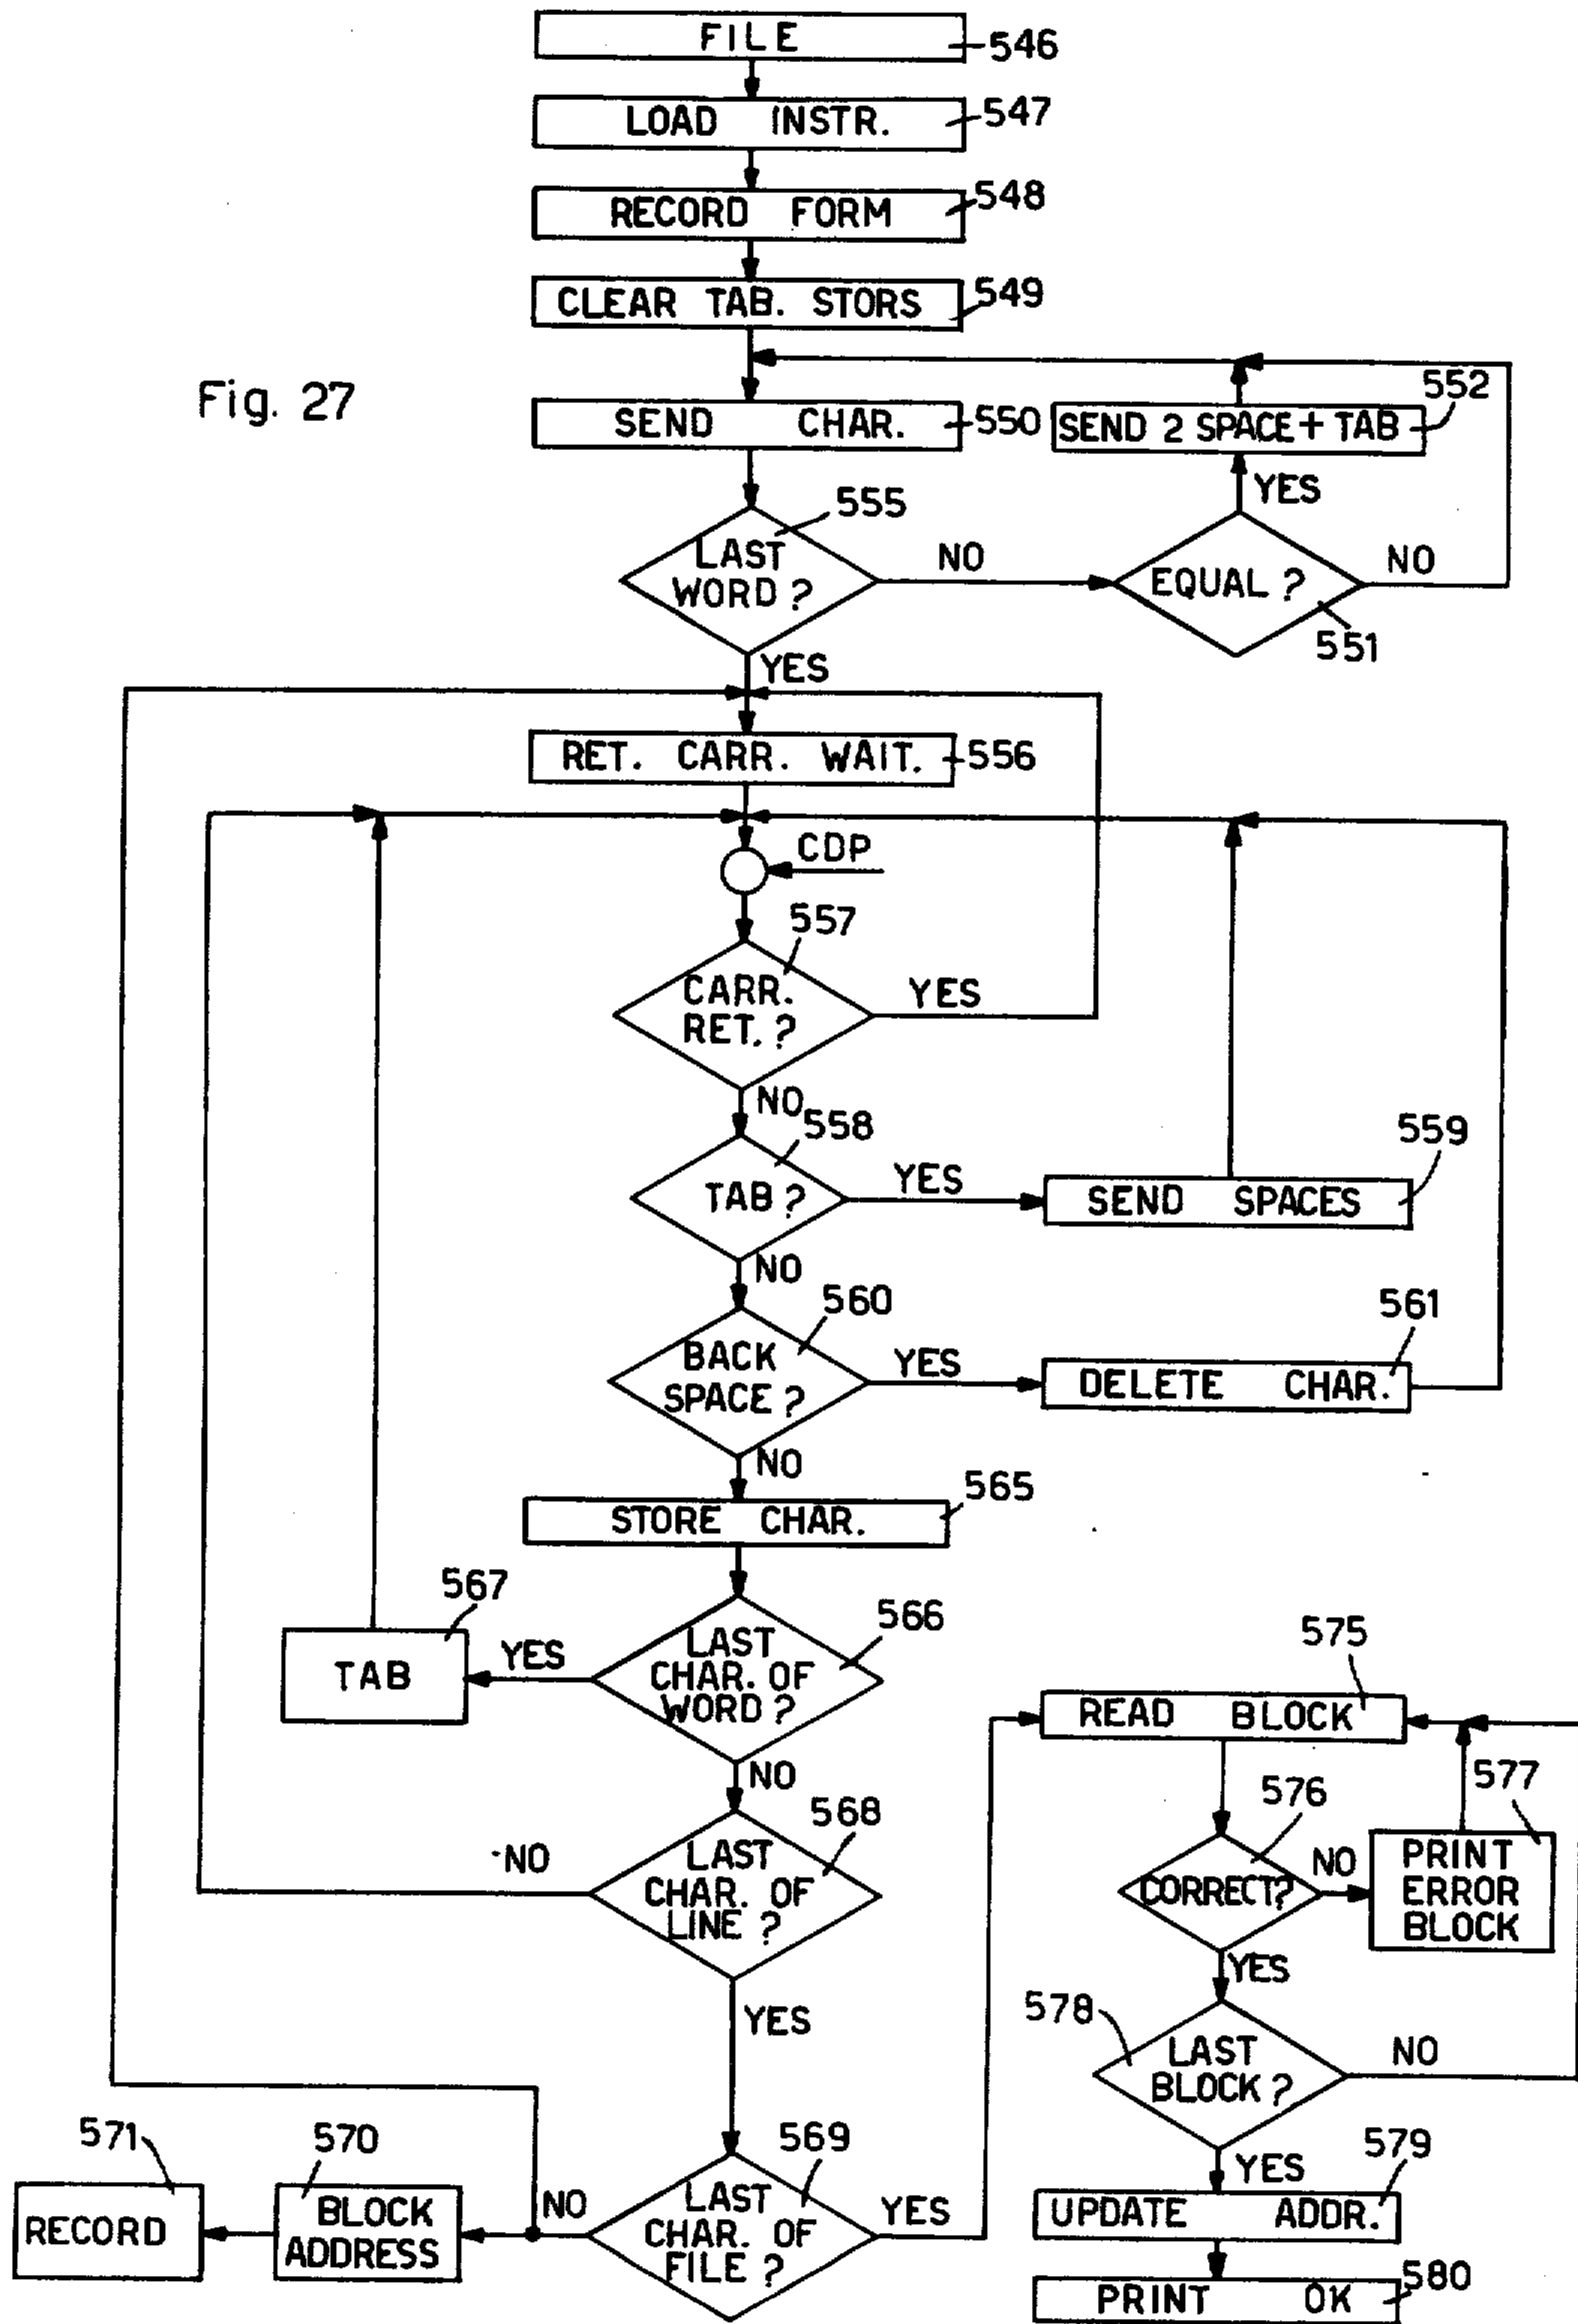 FILE
546
LOAD INSTR.
547
RECORD FORM
548
CLEAR TAB. STORS
549
Fig. 27
SEND CHAR.
550
SEND 2 SPACE + TAB
552
YES
555
LAST
WORD ?
NO
EQUAL ?
NO
551
YES
RET. CARR. WAIT.
556
CDP
557
CARR.
RET. ?
YES
NO
558
TAB ?
YES
SEND SPACES
559
NO
560
BACK
SPACE ?
YES
DELETE CHAR.
561
NO
STORE CHAR.
565
567
TAB
YES
566
LAST
CHAR. OF
WORD ?
NO
568
NO
LAST
CHAR. OF
LINE ?
YES
575
READ BLOCK
576
577
CORRECT?
NO
PRINT
ERROR
BLOCK
YES
578
LAST
BLOCK ?
NO
YES
571
RECORD
570
BLOCK
ADDRESS
NO
569
LAST
CHAR. OF
FILE ?
YES
579
UPDATE ADDR.
PRINT OK
580